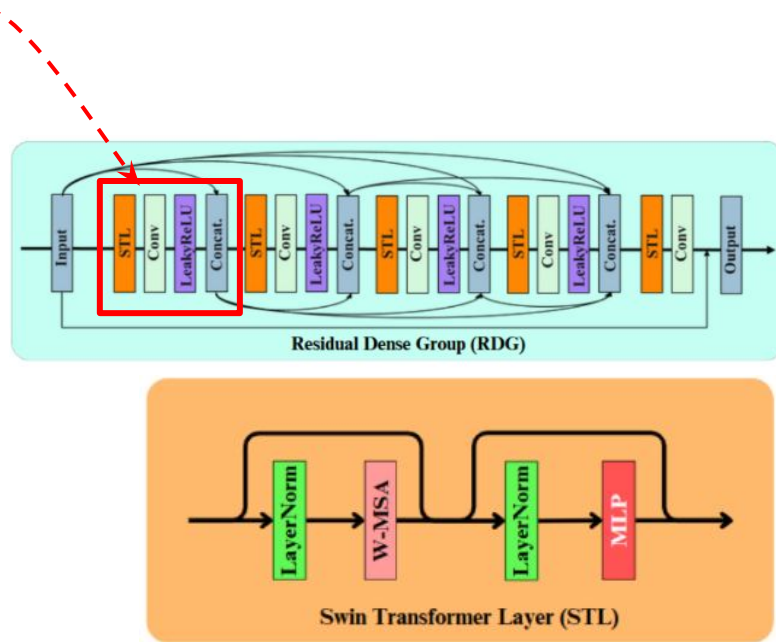 Input
STL
Conv
LeakyReLU
Concat.
STL
Conv
LeakyReLU
Concat.
STL
Conv
LeakyReLU
Concat.
STL
Conv
LeakyReLU
Concat.
STL
Conv
Output
Residual Dense Group (RDG)
LayerNorm
W-MSA
LayerNorm
MLP
Swin Transformer Layer (STL)